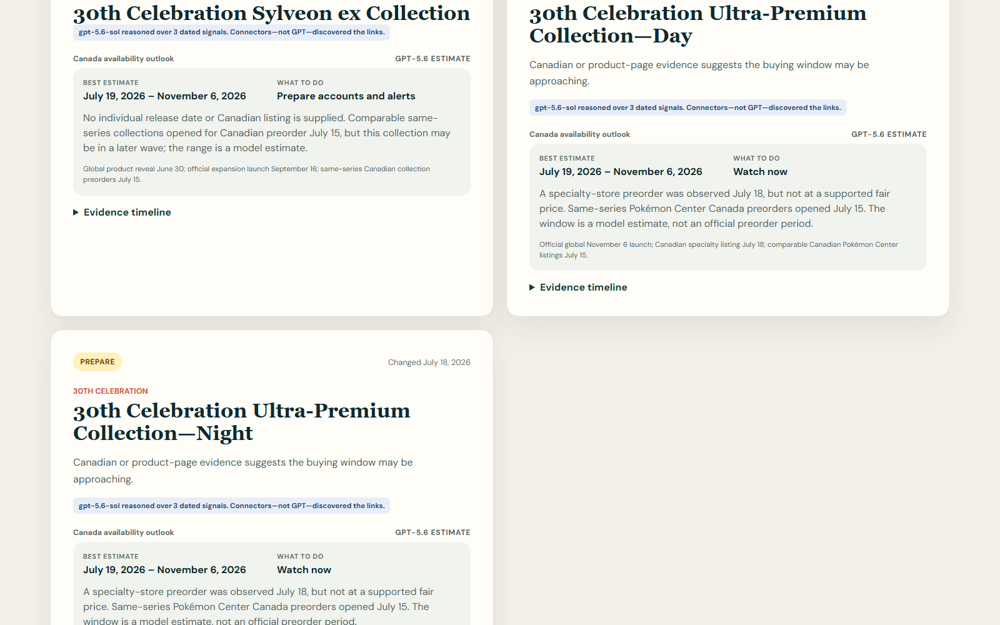 30th Celebration Sylveon ex Collection
gpt-5.6-sol reasoned over 3 dated signals. Connectors—not GPT—discovered the links.
Canada availability outlook
GPT-5.6 ESTIMATE
BEST ESTIMATE
July 19, 2026 – November 6, 2026
WHAT TO DO
Prepare accounts and alerts
No individual release date or Canadian listing is supplied. Comparable same-
series collections opened for Canadian preorder July 15, but this collection may
be in a later wave; the range is a model estimate.
Global product reveal June 30; official expansion launch September 16; same-series Canadian collection
preorders July 15.
▶ Evidence timeline
30th Celebration Ultra-Premium
Collection—Day
Canadian or product-page evidence suggests the buying window may be
approaching.
gpt-5.6-sol reasoned over 3 dated signals. Connectors—not GPT—discovered the links.
Canada availability outlook
GPT-5.6 ESTIMATE
BEST ESTIMATE
July 19, 2026 – November 6, 2026
WHAT TO DO
Watch now
A specialty-store preorder was observed July 18, but not at a supported fair
price. Same-series Pokémon Center Canada preorders opened July 15. The
window is a model estimate, not an official preorder period.
Official global November 6 launch; Canadian specialty listing July 18; comparable Canadian Pokémon Center
listings July 15.
▶ Evidence timeline
PREPARE
Changed July 18, 2026
30TH CELEBRATION
30th Celebration Ultra-Premium
Collection—Night
Canadian or product-page evidence suggests the buying window may be
approaching.
gpt-5.6-sol reasoned over 3 dated signals. Connectors—not GPT—discovered the links.
Canada availability outlook
GPT-5.6 ESTIMATE
BEST ESTIMATE
July 19, 2026 – November 6, 2026
WHAT TO DO
Watch now
A specialty-store preorder was observed July 18, but not at a supported fair
price. Same-series Pokémon Center Canada preorders opened July 15. The
window is a model estimate, not an official preorder period.